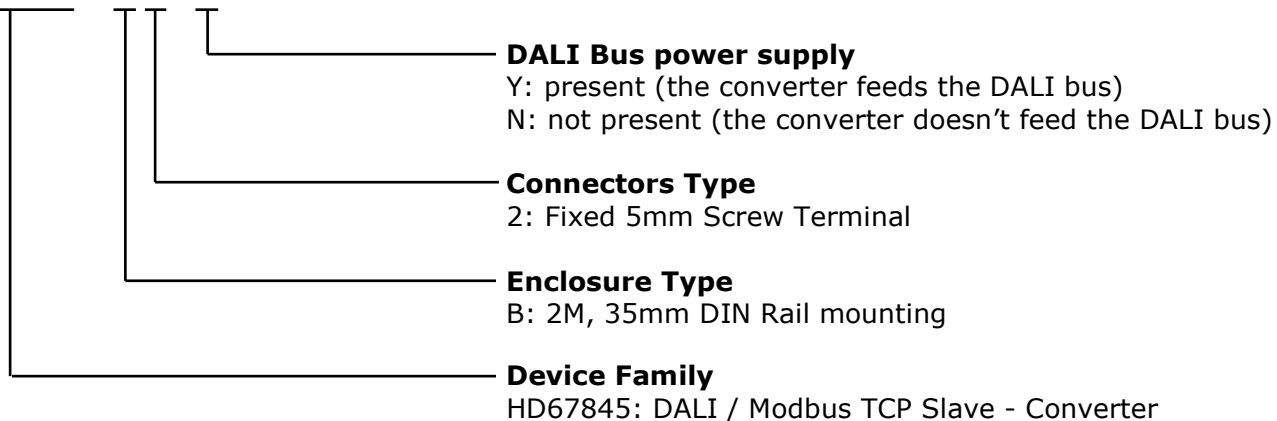 DALI Bus power supply
Y: present (the converter feeds the DALI bus)
N: not present (the converter doesn’t feed the DALI bus)
Connectors Type
2: Fixed 5mm Screw Terminal
Enclosure Type
B: 2M, 35mm DIN Rail mounting
Device Family
HD67845: DALI / Modbus TCP Slave - Converter